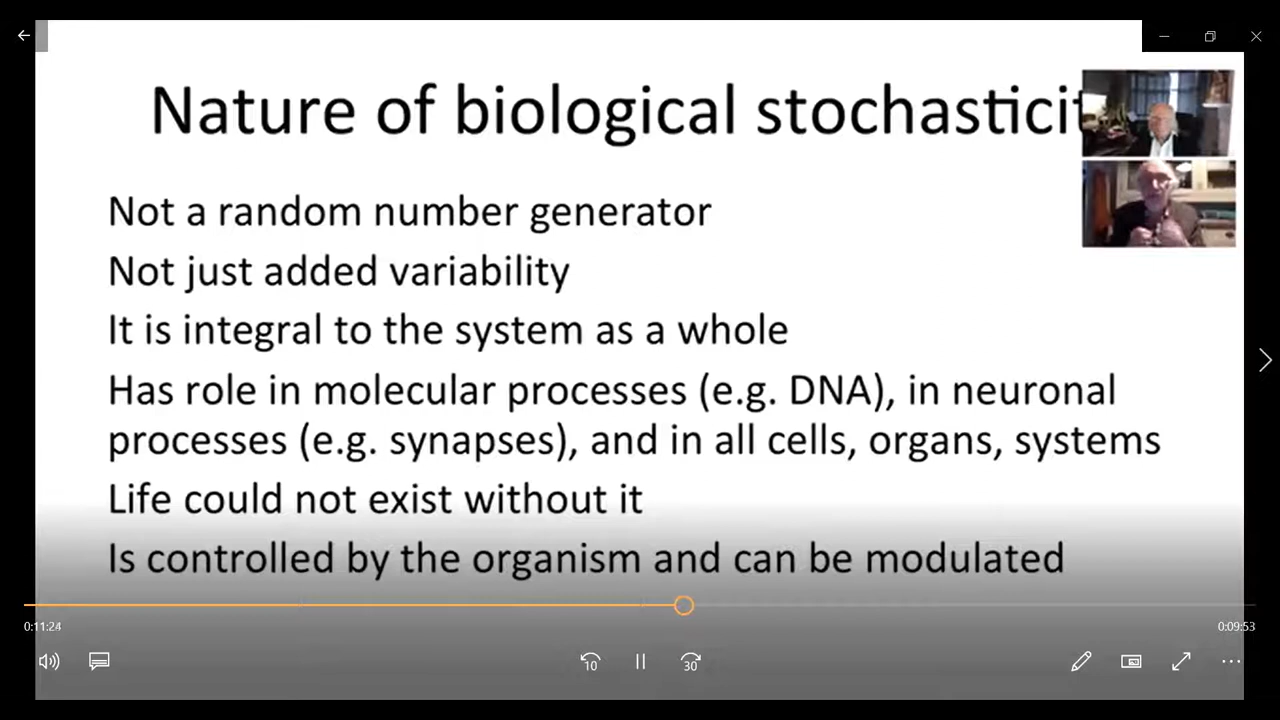 Nature of biological stochasticit
Not a random number generator
Not just added variability
It is integral to the system as a whole
Has role in molecular processes (e.g. DNA), in neuronal
processes (e.g. synapses), and in all cells, organs, systems
Life could not exist without it
Is controlled by the organism and can be modulated
0:11:24
0:09:53
10
30